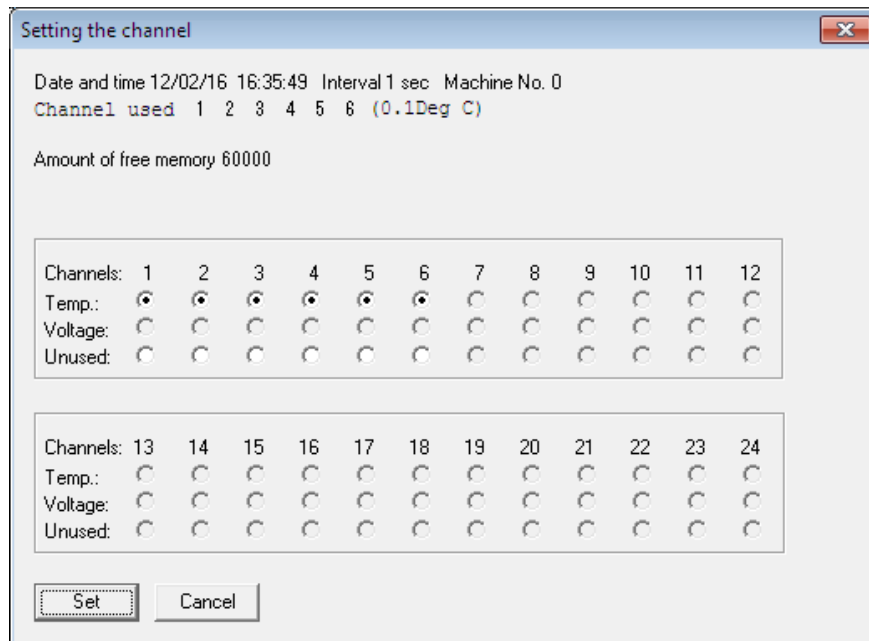 Setting the channel
Date and time 12/02/16 16:35:49 Interval 1 sec Machine No. 0
Channel used 1 2 3 4 5 6 (0.1Deg C)
Amount of free memory 60000
Channels: 1 2 3 4 5 6 7 8 9 10 11 12
Temp.:
Voltage:
Unused:
Channels: 13 14 15 16 17 18 19 20 21 22 23 24
Temp.:
Voltage:
Unused:
Set Cancel